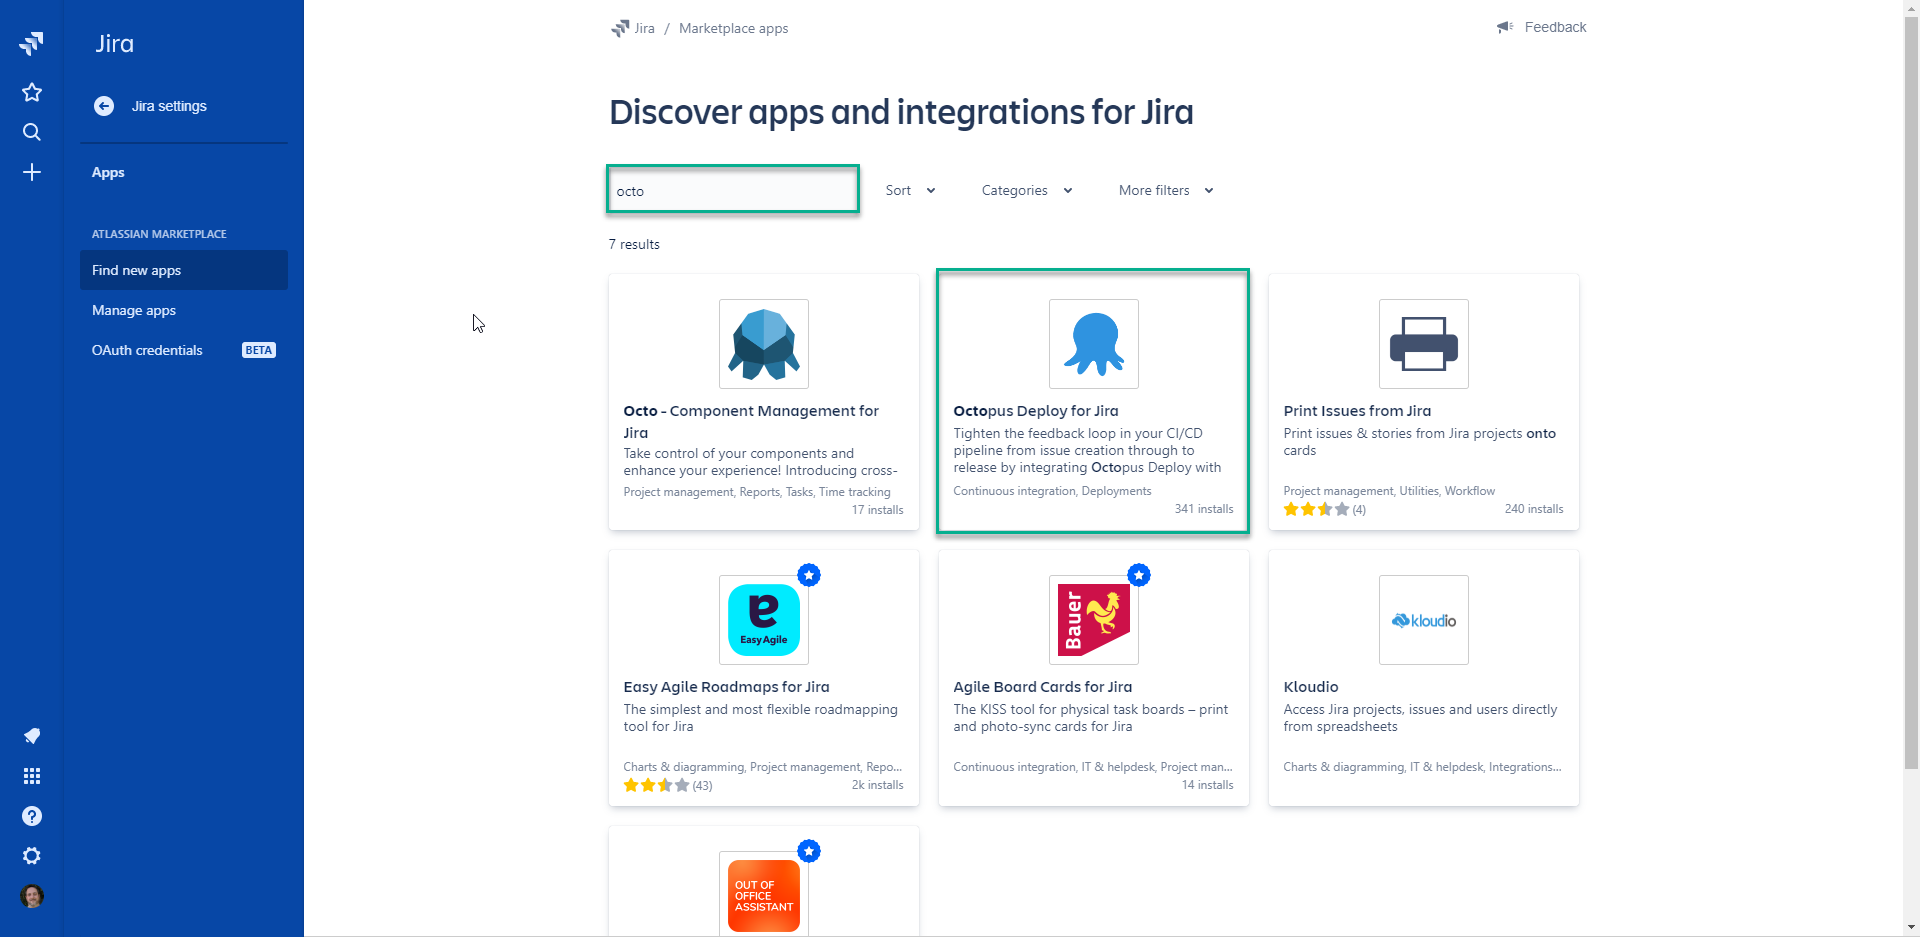 Jira
Jira settings
Apps
ATLASSIAN MARKETPLACE
Find new apps
Manage apps
OAuth credentials BETA
Jira / Marketplace apps
Feedback
Discover apps and integrations for Jira
octo
Sort Categories More filters
7 results
Octo - Component Management for
Jira
Take control of your components and
enhance your experience! Introducing cross-
Project management, Reports, Tasks, Time tracking
17 installs
Octopus Deploy for Jira
Tighten the feedback loop in your CI/CD
pipeline from issue creation through to
release by integrating Octopus Deploy with
Continuous integration, Deployments
341 installs
Print Issues from Jira
Print issues & stories from Jira projects onto
cards
Project management, Utilities, Workflow
(4) 240 installs
Easy Agile
Easy Agile Roadmaps for Jira
The simplest and most flexible roadmapping
tool for Jira
Charts & diagramming, Project management, Repo...
(43) 2k installs
Bauer
Agile Board Cards for Jira
The KISS tool for physical task boards – print
and photo-sync cards for Jira
Continuous integration, IT & helpdesk, Project man...
14 installs
kloudio
Kloudio
Access Jira projects, issues and users directly
from spreadsheets
Charts & diagramming, IT & helpdesk, Integrations...
OUT OF
OFFICE
ASSISTANT